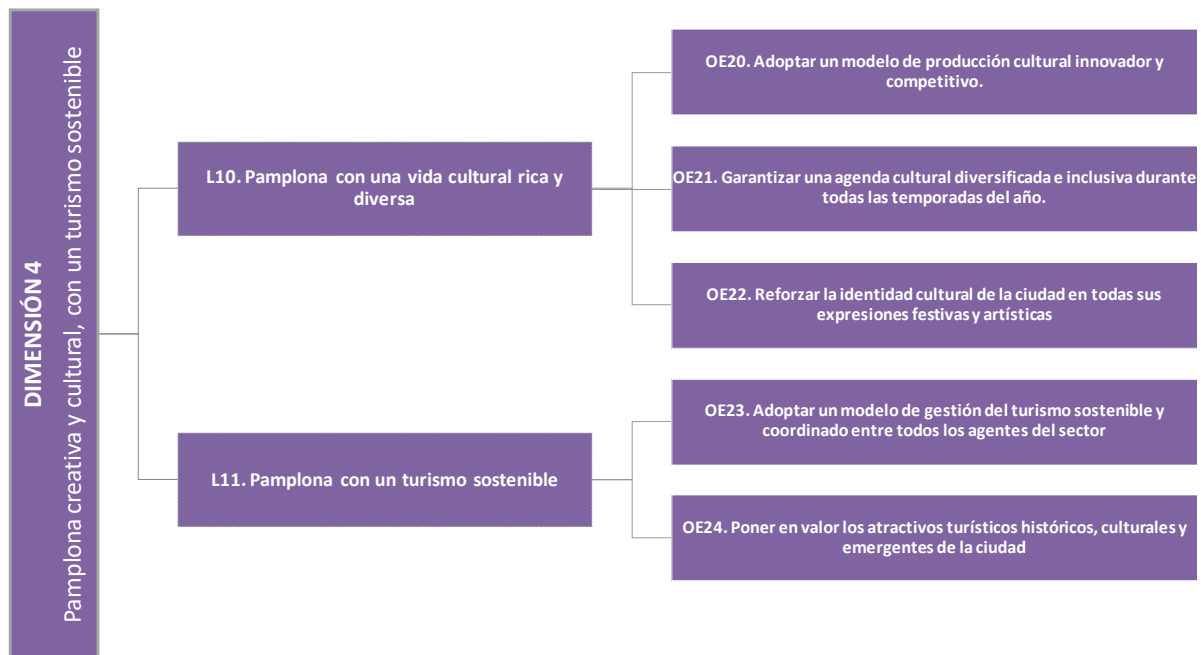 DIMENSIÓN 4
Pamplona creativa y cultural, con un turismo sostenible
L10. Pamplona con una vida cultural rica y
diversa
OE20. Adoptar un modelo de producción cultural innovador y
competitivo.
OE21. Garantizar una agenda cultural diversificada e inclusiva durante
todas las temporadas del año.
OE22. Reforzar la identidad cultural de la ciudad en todas sus
expresiones festivas y artísticas
L11. Pamplona con un turismo sostenible
OE23. Adoptar un modelo de gestión del turismo sostenible y
coordinado entre todos los agentes del sector
OE24. Poner en valor los atractivos turísticos históricos, culturales y
emergentes de la ciudad